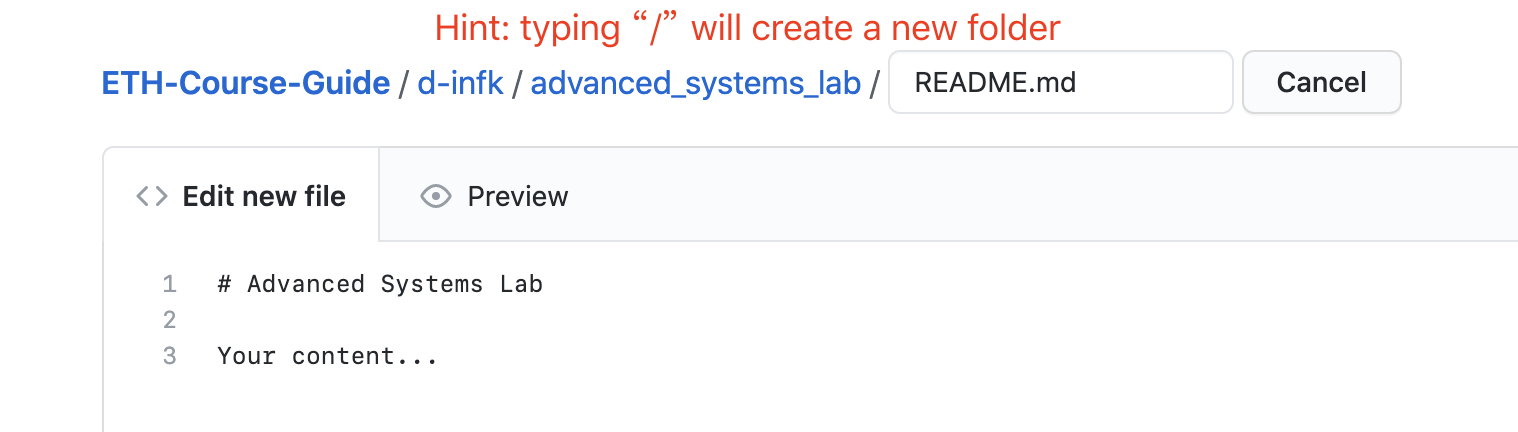 Hint: typing “/” will create a new folder
ETH-Course-Guide / d-infk / advanced_systems_lab / README.md Cancel
<> Edit new file Preview
1 # Advanced Systems Lab
2
3 Your content...